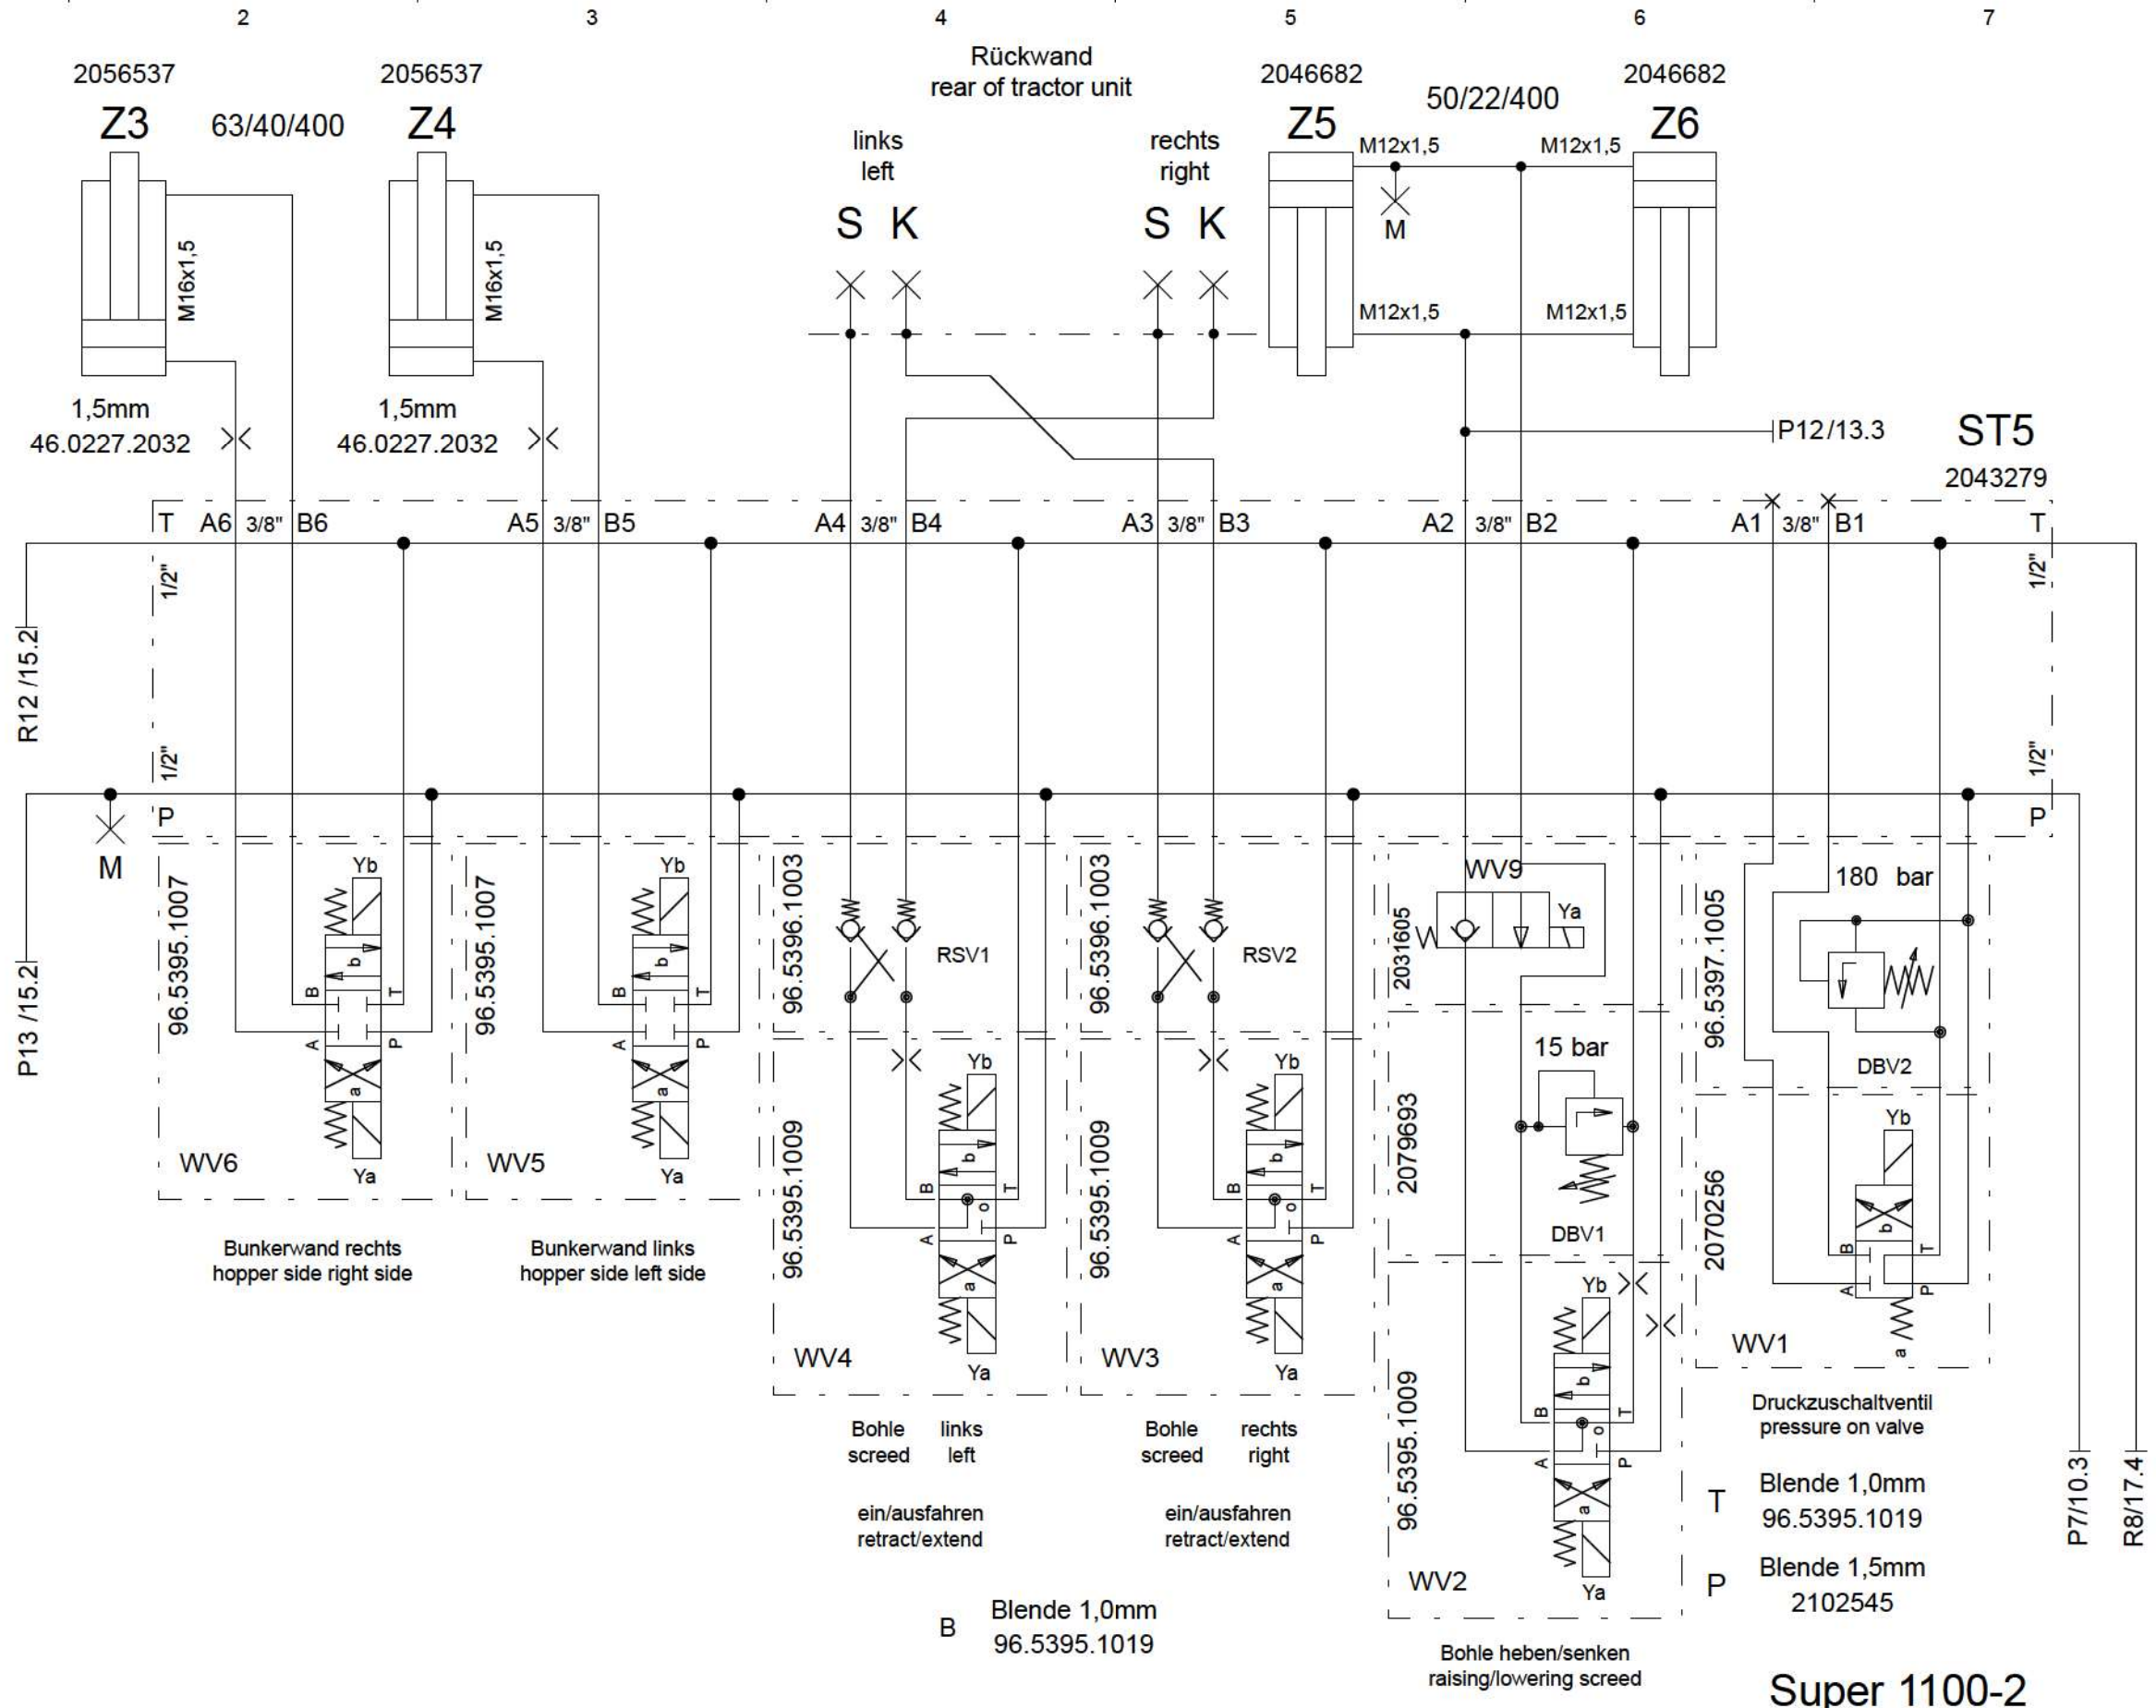 2 3 4 5 6 7
2056537 2056537
Z3 63/40/400 Z4
Rückwand
rear of tractor unit
2046682 50/22/400 2046682
Z5 Z6
links
left
rechts
right
S K S K
M12x1,5 M12x1,5
M
M12x1,5 M12x1,5
M16x1,5 M16x1,5
1,5mm
46.0227.2032
1,5mm
46.0227.2032
P12/13.3
ST5
2043279
T A6 3/8" B6 A5 3/8" B5 A4 3/8" B4 A3 3/8" B3 A2 3/8" B2 A1 3/8" B1 T
1/2" 1/2"
R12 /15.2
1/2" 1/2"
P P
M
P13 /15.2
96.5395.1007
Yb
b
B T
A P
a
Ya
WV6
Bunkerwand rechts
hopper side right side
96.5395.1007
Yb
b
B T
A P
a
Ya
WV5
Bunkerwand links
hopper side left side
96.5396.1003
RSV1
96.5395.1009
Yb
b
B T
o
A P
a
Ya
WV4
Bohle links
screed left
ein/ausfahren
retract/extend
96.5396.1003
RSV2
96.5395.1009
Yb
b
B T
o
A P
a
Ya
WV3
Bohle rechts
screed right
ein/ausfahren
retract/extend
B Blende 1,0mm
96.5395.1019
WV9
Ya
2031605
15 bar
2079693
DBV1
Yb
b
B T
o
A P
a
Ya
96.5395.1009
WV2
Bohle heben/senken
raising/lowering screed
180 bar
96.5397.1005
DBV2
Yb
b
B T
A P
a
2070256
WV1
Druckzuschaltventil
pressure on valve
T Blende 1,0mm
96.5395.1019
P Blende 1,5mm
2102545
P7/10.3
R8/17.4
Super 1100-2